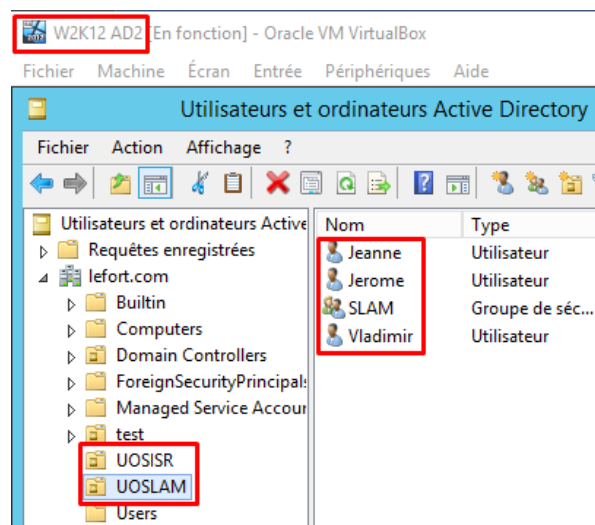 W2K12 AD2 [En fonction] - Oracle VM VirtualBox
Fichier Machine Écran Entrée Périphériques Aide
Utilisateurs et ordinateurs Active Directory
Fichier Action Affichage ?
Utilisateurs et ordinateurs Active
Requêtes enregistrées
lefort.com
Builtin
Computers
Domain Controllers
ForeignSecurityPrincipals
Managed Service Accour
test
UOSISR
UOSLAM
Users
Nom Type
Jeanne Utilisateur
Jerome Utilisateur
SLAM Groupe de séc...
Vladimir Utilisateur